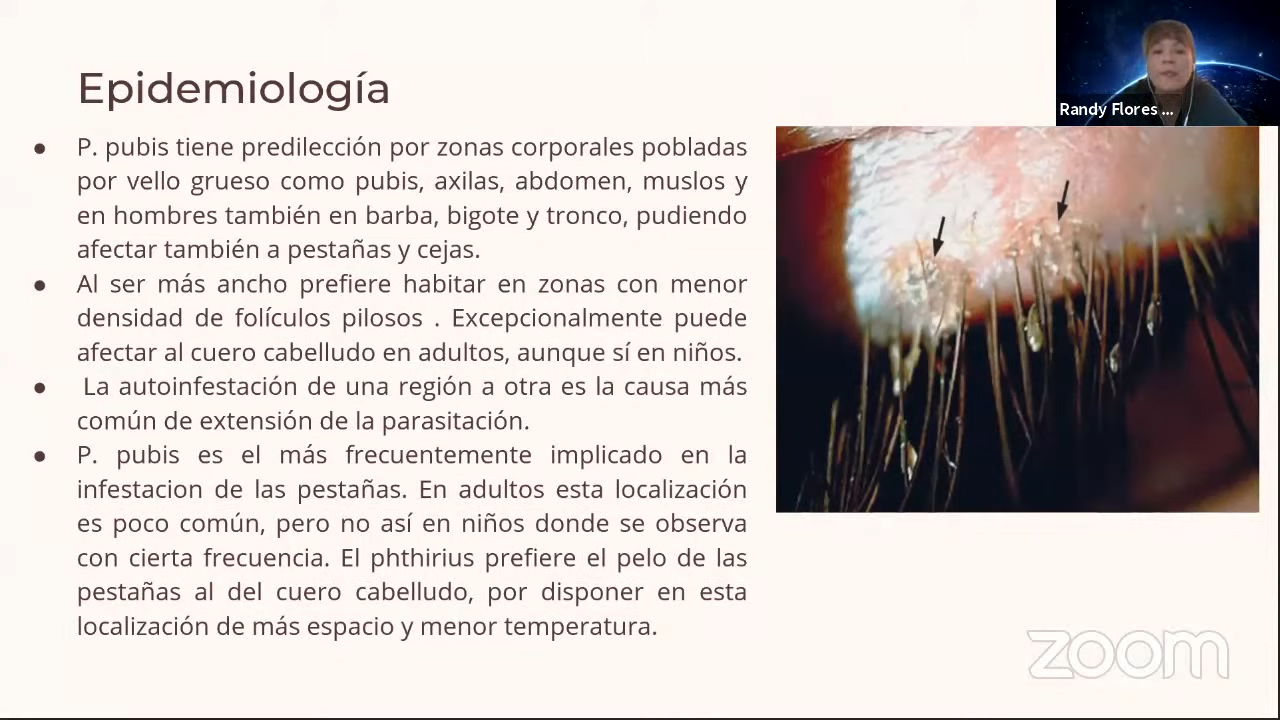 Epidemiología
Randy Flores ...
● P. pubis tiene predilección por zonas corporales pobladas
por vello grueso como pubis, axilas, abdomen, muslos y
en hombres también en barba, bigote y tronco, pudiendo
afectar también a pestañas y cejas.
● Al ser más ancho prefiere habitar en zonas con menor
densidad de folículos pilosos . Excepcionalmente puede
afectar al cuero cabelludo en adultos, aunque sí en niños.
● La autoinfestación de una región a otra es la causa más
común de extensión de la parasitación.
● P. pubis es el más frecuentemente implicado en la
infestacion de las pestañas. En adultos esta localización
es poco común, pero no así en niños donde se observa
con cierta frecuencia. El phthirius prefiere el pelo de las
pestañas al del cuero cabelludo, por disponer en esta
localización de más espacio y menor temperatura.
zoom